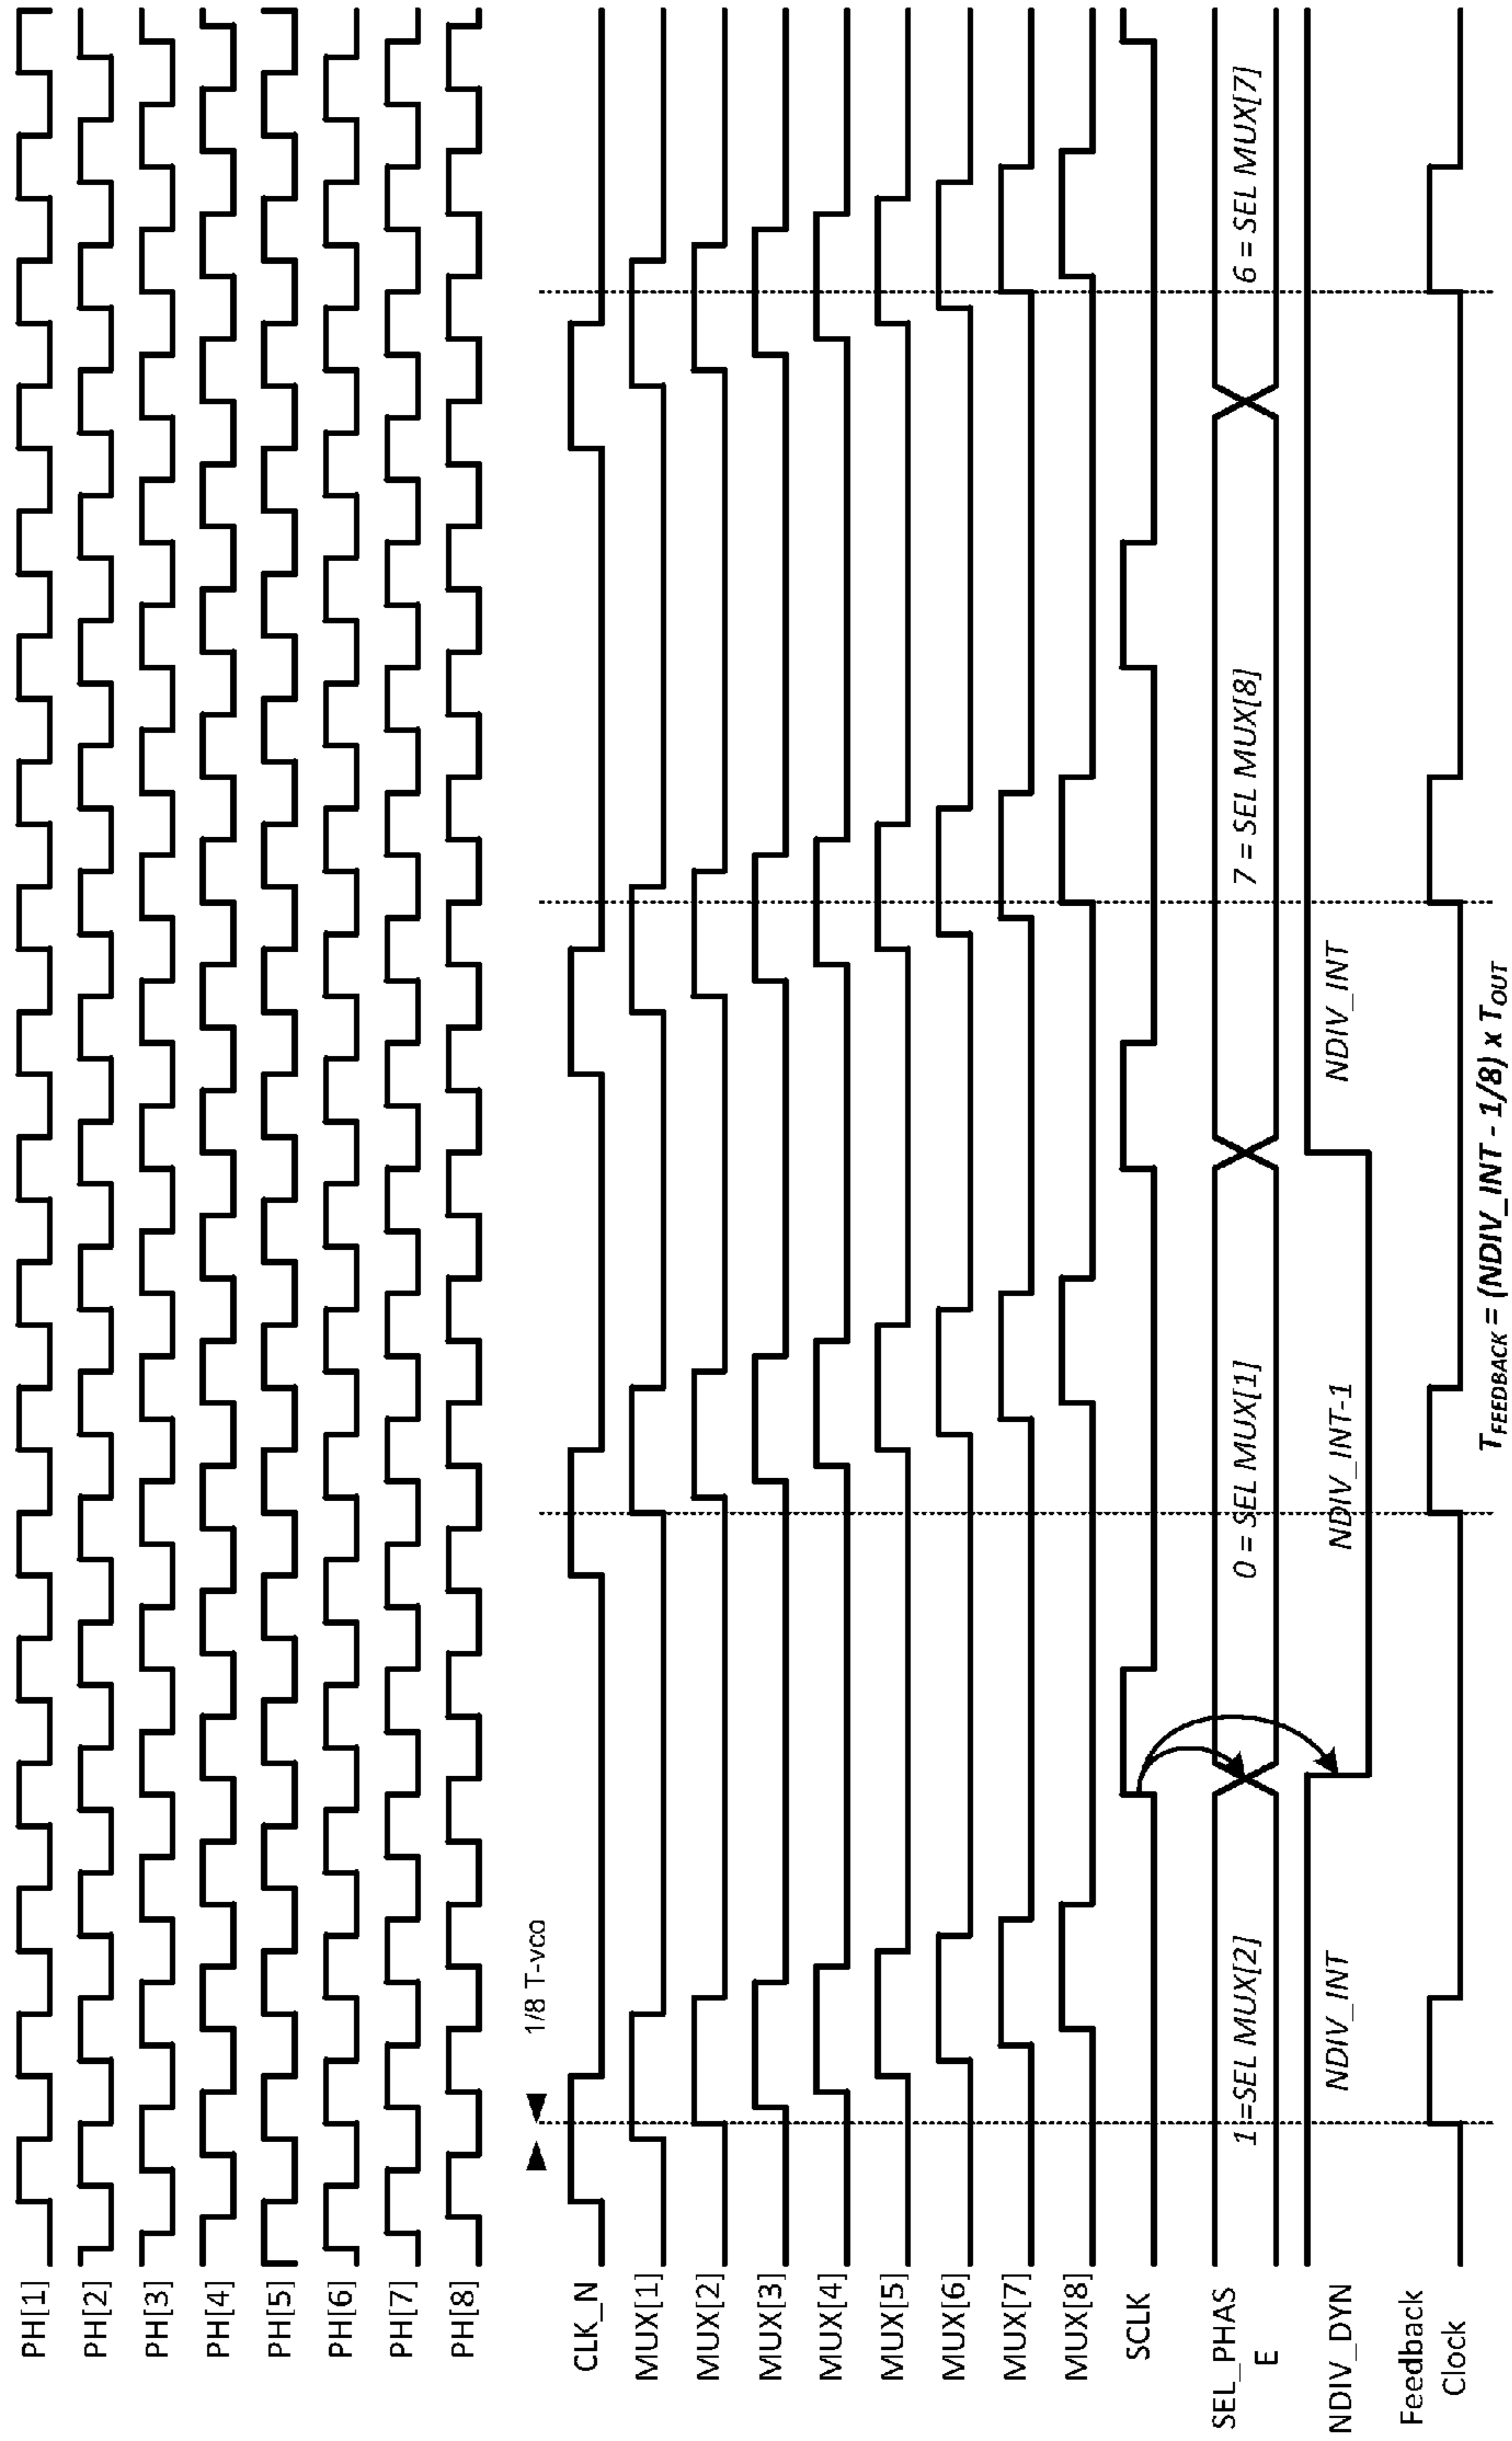 PH[1]
PH[2]
PH[3]
PH[4]
PH[5]
PH[6]
PH[7]
PH[8]
1/8 T-vco
CLK_N
MUX[1]
MUX[2]
MUX[3]
MUX[4]
MUX[5]
MUX[6]
MUX[7]
MUX[8]
SCLK
SEL_PHAS
E
1=SEL MUX[2]
0 = SEL MUX[1]
7 = SEL MUX[8]
6 = SEL MUX[7]
NDIV_DYN
NDIV_INT
NDIV_INT-1
NDIV_INT
Feedback
Clock
TFEEDBACK = (NDIV_INT - 1/8) x TOUT